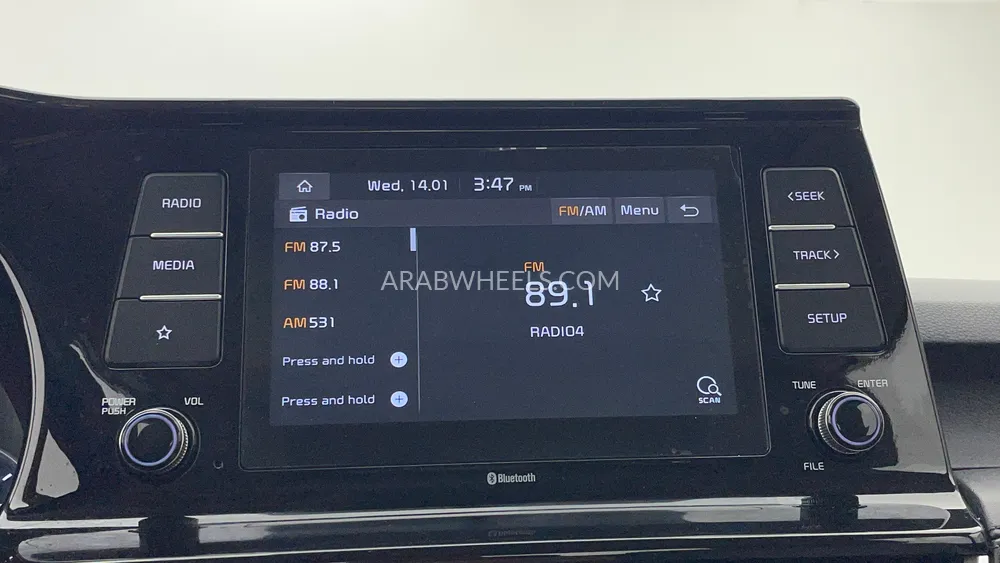 Wed, 14.01 3:47 PM
Radio FM/AM Menu
FM 87.5
FM 88.1
AM 531
Press and hold
Press and hold
FM
89.1
RADIO4
SCAN
ARABWHEELS.COM
RADIO
MEDIA
POWER
PUSH
VOL
<SEEK
TRACK>
SETUP
TUNE
ENTER
FILE
Bluetooth